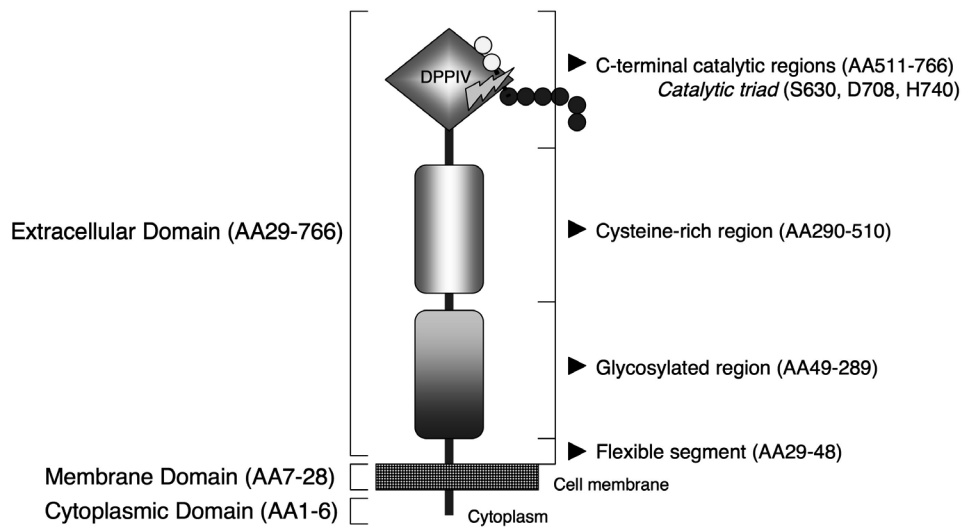 DPPIV
C-terminal catalytic regions (AA511-766)
Catalytic triad (S630, D708, H740)
Extracellular Domain (AA29-766)
Cysteine-rich region (AA290-510)
Glycosylated region (AA49-289)
Flexible segment (AA29-48)
Membrane Domain (AA7-28)
Cell membrane
Cytoplasmic Domain (AA1-6)
Cytoplasm